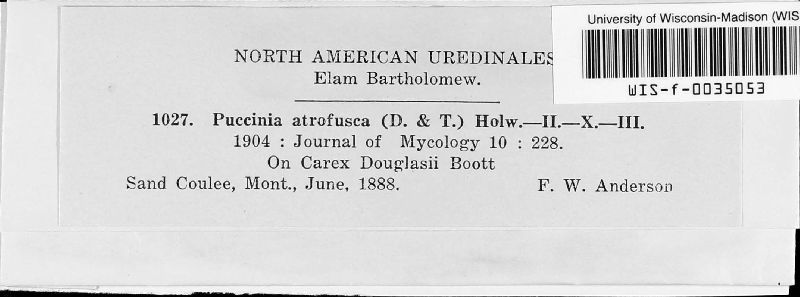 University of Wisconsin-Madison (WIS
WIS-f-0035053
NORTH AMERICAN UREDINALES
Elam Bartholomew.
1027. Puccinia atrofusca (D. & T.) Holw.—II.—X.—III.
1904 : Journal of Mycology 10 : 228.
On Carex Douglasii Boott
Sand Coulee, Mont., June, 1888. F. W. Anderson